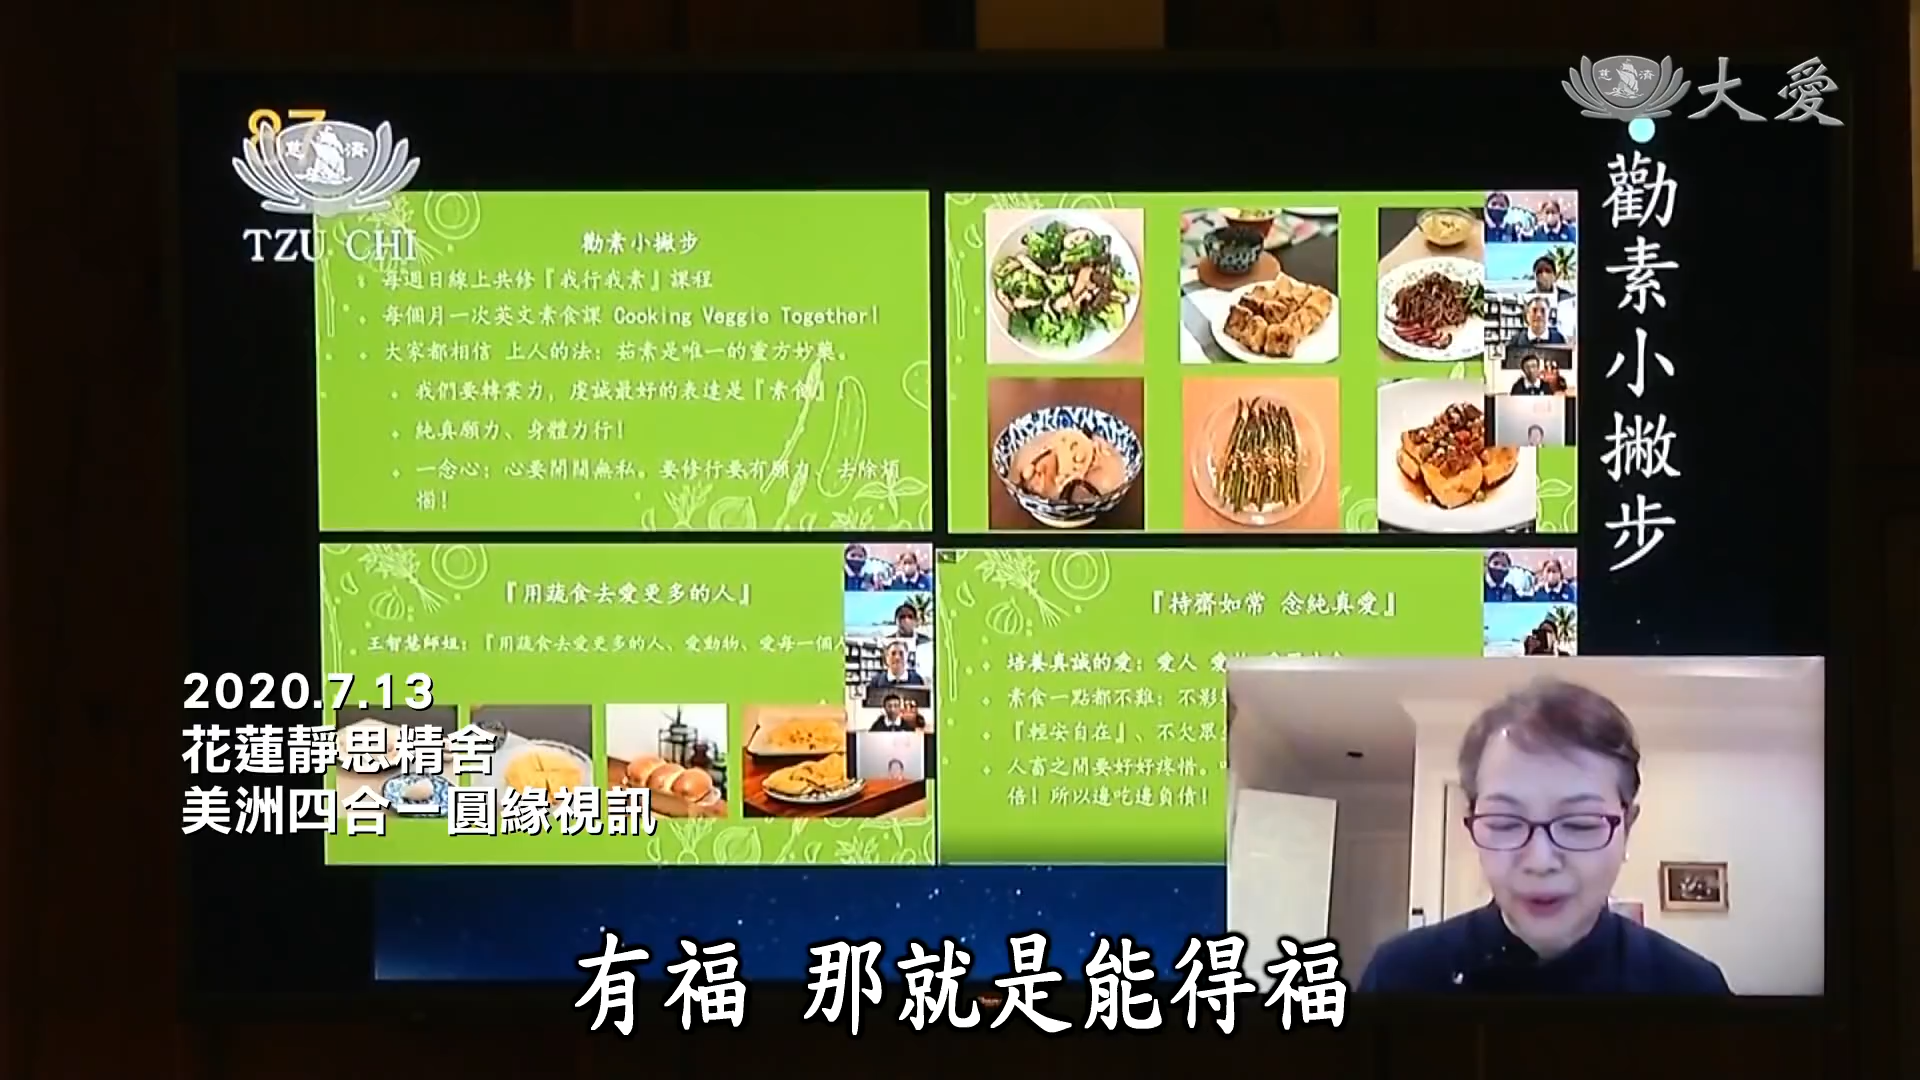 大愛
慈濟
87
慈濟
TZU CHI
勸素小撇步
勸素小撇步
每週日線上共修『我行我素』課程
每個月一次英文素食課 Cooking Veggie Together!
大家都相信 上人的法：茹素是唯一的靈方妙藥。
我們要轉業力，虔誠最好的表達是『素食』!
純真願力、身體力行!
一念心：心要開闊無私。要修行要有願力、去除煩
惱!
『用蔬食去愛更多的人』
王智慧師姐：『用蔬食去愛更多的人、愛動物、愛每一個人
『持齋如常 念純真愛』
培養真誠的愛：愛人 愛
素食一點都不難：不影
『輕安自在』、不欠眾
人畜之間要好好疼惜。
倍! 所以邊吃邊負債!
2020.7.13
花蓮靜思精舍
美洲四合一圓緣視訊
有福 那就是能得福